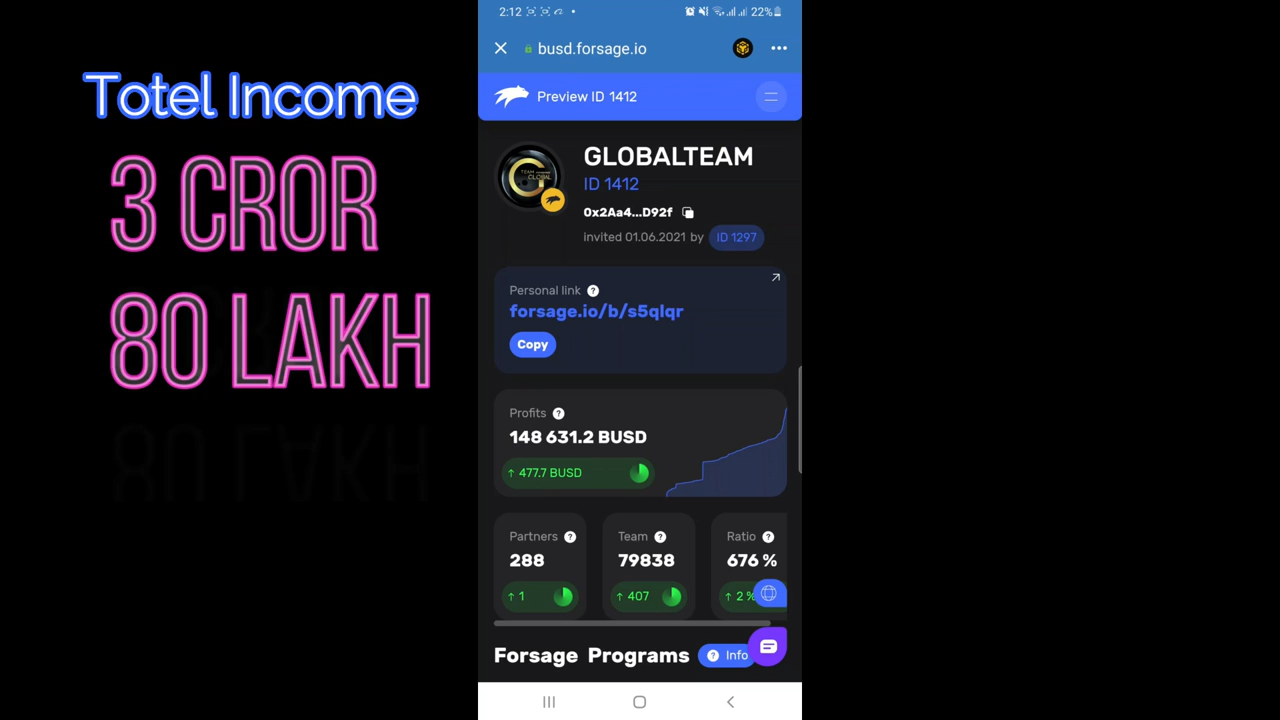 Totel Income
3 CROR
80 LAKH
2:12
22%
busd.forsage.io
Preview ID 1412
GLOBALTEAM
ID 1412
0x2Aa4...D92f
invited 01.06.2021 by ID 1297
Personal link ?
forsage.io/b/s5qlqr
Copy
Profits ?
148 631.2 BUSD
↑ 477.7 BUSD
Partners ? Team ? Ratio ?
288 79838 676 %
↑ 1 ↑ 407 ↑ 2 %
Forsage Programs ? Info